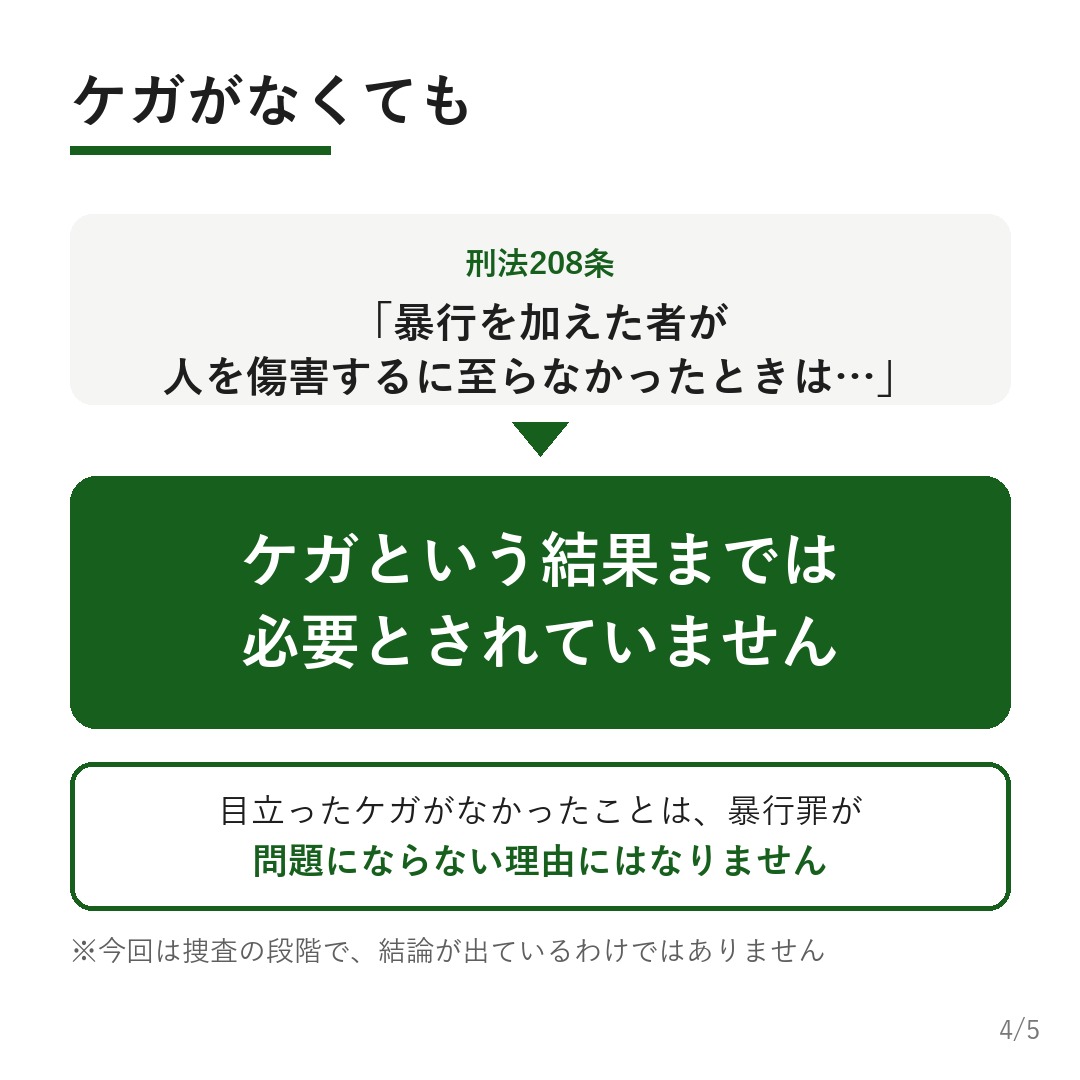 ケガがなくても
刑法208条
「暴行を加えた者が
人を傷害するに至らなかったときは…」
ケガという結果までは
必要とされていません
目立ったケガがなかったことは、暴行罪が
問題にならない理由にはなりません
※今回は捜査の段階で、結論が出ているわけではありません
4/5